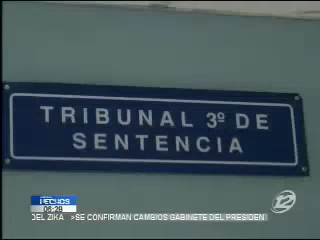 TRIBUNAL 3º DE
SENTENCIA
HECHOS
12
DEL ZIKA >SE CONFIRMAN CAMBIOS GABINETE DEL PRESIDEN